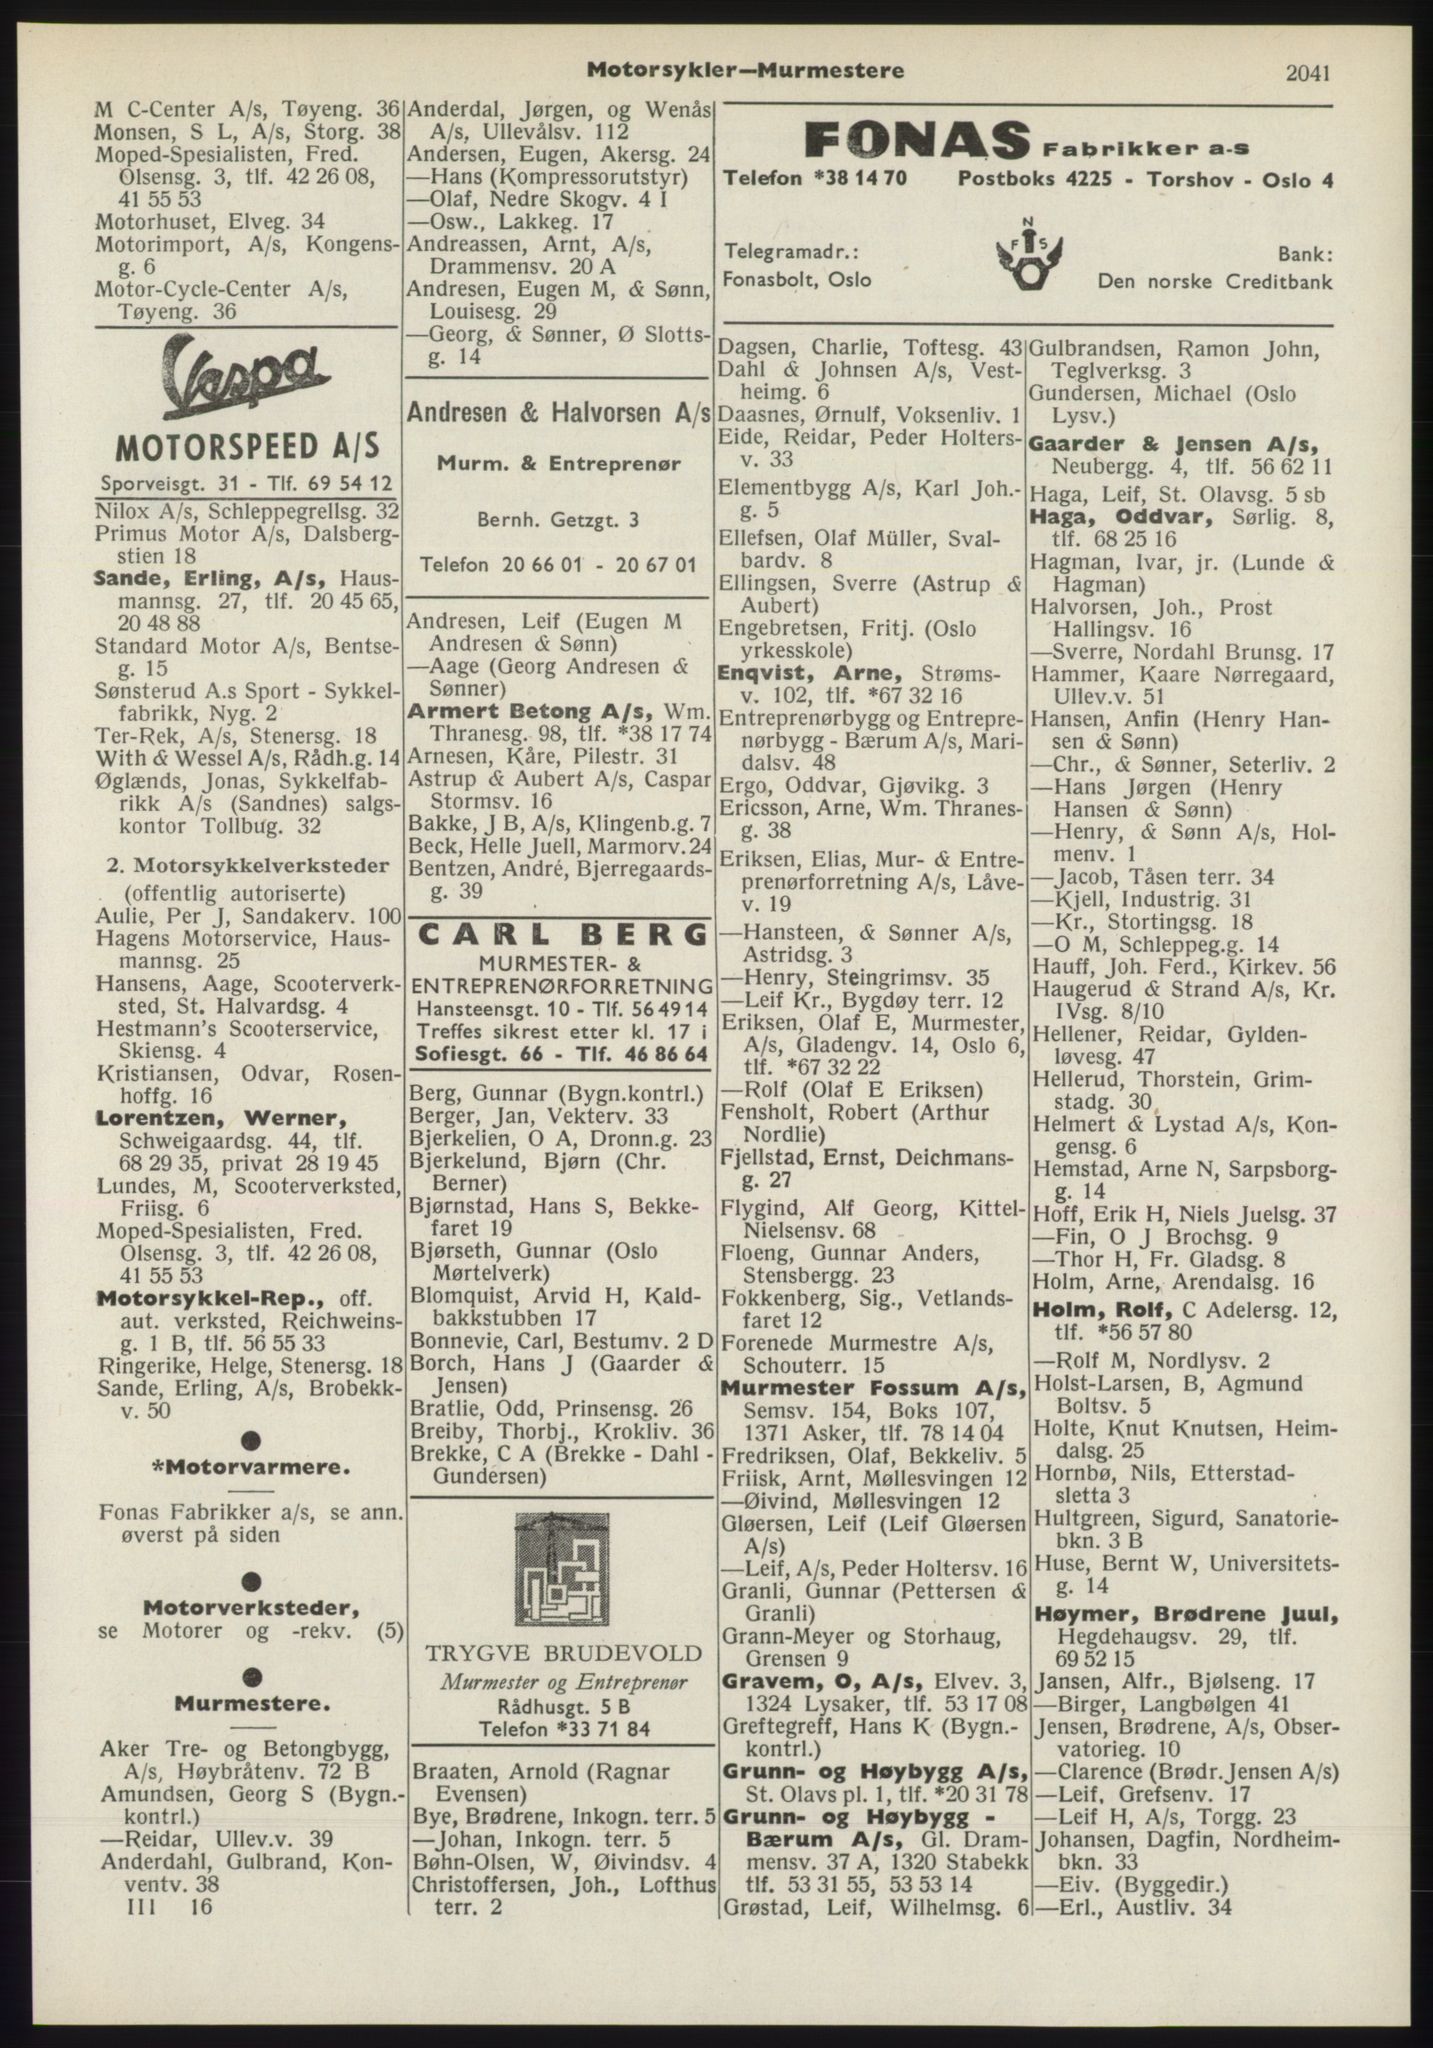 Motorsykler—Murmestere
2041
M C-Center A/s, Tøyeng. 36
Monsen, S L, A/s, Storg. 38
Moped-Spesialisten, Fred.
Olsensg. 3, tlf. 42 26 08,
41 55 53
Motorhuset, Elveg. 34
Motorimport, A/s, Kongens-
g. 6
Motor-Cycle-Center A/s,
Tøyeng. 36
Vespa
MOTORSPEED A/S
Sporveisgt. 31 - Tlf. 69 54 12
Nilox A/s, Schleppegrellsg. 32
Primus Motor A/s, Dalsberg-
stien 18
Sande, Erling, A/s, Haus-
mannsg. 27, tlf. 20 45 65,
20 48 88
Standard Motor A/s, Bentse-
g. 15
Sønsterud A.s Sport - Sykkel-
fabrikk, Nyg. 2
Ter-Rek, A/s, Stenersg. 18
With & Wessel A/s, Rådh.g. 14
Øglænds, Jonas, Sykkelfab-
rikk A/s (Sandnes) salgs-
kontor Tollbug. 32
2. Motorsykkelverksteder
(offentlig autoriserte)
Aulie, Per J, Sandakerv. 100
Hagens Motorservice, Haus-
mannsg. 25
Hansens, Aage, Scooterverk-
sted, St. Halvardsg. 4
Hestmann's Scooterservice,
Skiensg. 4
Kristiansen, Odvar, Rosen-
hoffg. 16
Lorentzen, Werner,
Schweigaardsg. 44, tlf.
68 29 35, privat 28 19 45
Lundes, M, Scooterverksted,
Friisg. 6
Moped-Spesialisten, Fred.
Olsensg. 3, tlf. 42 26 08,
41 55 53
Motorsykkel-Rep., off.
aut. verksted, Reichweins-
g. 1 B, tlf. 56 55 33
Ringerike, Helge, Stenersg. 18
Sande, Erling, A/s, Brobekk-
v. 50
*Motorvarmere.
Fonas Fabrikker a/s, se ann.
øverst på siden
Motorverksteder,
se Motorer og -rekv. (5)
Murmestere.
Aker Tre- og Betongbygg,
A/s, Høybråtenv. 72 B
Amundsen, Georg S (Bygn.-
kontrl.)
—Reidar, Ullev.v. 39
Anderdahl, Gulbrand, Kon-
ventv. 38
III 16
Anderdal, Jørgen, og Wenås
A/s, Ullevålsv. 112
Andersen, Eugen, Akersg. 24
—Hans (Kompressorutstyr)
—Olaf, Nedre Skogv. 4 I
—Osw., Lakkeg. 17
Andreassen, Arnt, A/s,
Drammensv. 20 A
Andresen, Eugen M, & Sønn,
Louisesg. 29
—Georg, & Sønner, Ø Slotts-
g. 14
Andresen & Halvorsen A/s
Murm. & Entreprenør
Bernh. Getzgt. 3
Telefon 20 66 01 - 20 67 01
Andresen, Leif (Eugen M
Andresen & Sønn)
—Aage (Georg Andresen &
Sønner)
Armert Betong A/s, Wm.
Thranesg. 98, tlf. *38 17 74
Arnesen, Kåre, Pilestr. 31
Astrup & Aubert A/s, Caspar
Stormsv. 16
Bakke, J B, A/s, Klingenb.g. 7
Beck, Helle Juell, Marmorv. 24
Bentzen, André, Bjerregaards-
g. 39
CARL BERG
MURMESTER- &
ENTREPRENØRFORRETNING
Hansteensgt. 10 - Tlf. 56 49 14
Treffes sikrest etter kl. 17 i
Sofiesgt. 66 - Tlf. 46 86 64
Berg, Gunnar (Bygn.kontrl.)
Berger, Jan, Vekterv. 33
Bjerkelien, O A, Dronn.g. 23
Bjerkelund, Bjørn (Chr.
Berner)
Bjørnstad, Hans S, Bekke-
faret 19
Bjørseth, Gunnar (Oslo
Mørtelverk)
Blomquist, Arvid H, Kald-
bakkstubben 17
Bonnevie, Carl, Bestumv. 2 D
Borch, Hans J (Gaarder &
Jensen)
Bratlie, Odd, Prinsensg. 26
Breiby, Thorbj., Krokliv. 36
Brekke, C A (Brekke - Dahl -
Gundersen)
TRYGVE BRUDEVOLD
Murmester og Entreprenør
Rådhusgt. 5 B
Telefon *33 71 84
Braaten, Arnold (Ragnar
Evensen)
Bye, Brødrene, Inkogn. terr. 5
—Johan, Inkogn. terr. 5
Bøhn-Olsen, W, Øivindsv. 4
Christoffersen, Joh., Lofthus
terr. 2
FONAS Fabrikker a-s
Telefon *38 14 70 Postboks 4225 - Torshov - Oslo 4
N
F S
Telegramadr.: Bank:
Fonasbolt, Oslo Den norske Creditbank
Dagsen, Charlie, Toftesg. 43
Dahl & Johnsen A/s, Vest-
heimg. 6
Daasnes, Ørnulf, Voksenliv. 1
Eide, Reidar, Peder Holters-
v. 33
Elementbygg A/s, Karl Joh.-
g. 5
Ellefsen, Olaf Müller, Sval-
bardv. 8
Ellingsen, Sverre (Astrup &
Aubert)
Engebretsen, Fritj. (Oslo
yrkesskole)
Enqvist, Arne, Strøms-
v. 102, tlf. *67 32 16
Entreprenørbygg og Entrepre-
nørbygg - Bærum A/s, Mari-
dalsv. 48
Ergo, Oddvar, Gjøvikg. 3
Ericsson, Arne, Wm. Thranes-
g. 38
Eriksen, Elias, Mur- & Entre-
prenørforretning A/s, Låve-
v. 19
—Hansteen, & Sønner A/s,
Astridsg. 3
—Henry, Steingrimsv. 35
—Leif Kr., Bygdøy terr. 12
Eriksen, Olaf E, Murmester,
A/s, Gladengv. 14, Oslo 6,
tlf. *67 32 22
—Rolf (Olaf E Eriksen)
Fensholt, Robert (Arthur
Nordlie)
Fjellstad, Ernst, Deichmans-
g. 27
Flygind, Alf Georg, Kittel-
Nielsensv. 68
Floeng, Gunnar Anders,
Stensbergg. 23
Fokkenberg, Sig., Vetlands-
faret 12
Forenede Murmestre A/s,
Schouterr. 15
Murmester Fossum A/s,
Semsv. 154, Boks 107,
1371 Asker, tlf. 78 14 04
Fredriksen, Olaf, Bekkeliv. 5
Friisk, Arnt, Møllesvingen 12
—Øivind, Møllesvingen 12
Gløersen, Leif (Leif Gløersen
A/s)
—Leif, A/s, Peder Holtersv. 16
Granli, Gunnar (Pettersen &
Granli)
Grann-Meyer og Storhaug,
Grensen 9
Gravem, O, A/s, Elvev. 3,
1324 Lysaker, tlf. 53 17 08
Greftegreff, Hans K (Bygn.-
kontrl.)
Grunn- og Høybygg A/s,
St. Olavs pl. 1, tlf. *20 31 78
Grunn- og Høybygg -
Bærum A/s, Gl. Dram-
mensv. 37 A, 1320 Stabekk
tlf. 53 31 55, 53 53 14
Grøstad, Leif, Wilhelmsg. 6
Gulbrandsen, Ramon John,
Teglverksg. 3
Gundersen, Michael (Oslo
Lysv.)
Gaarder & Jensen A/s,
Neubergg. 4, tlf. 56 62 11
Haga, Leif, St. Olavsg. 5 sb
Haga, Oddvar, Sørlig. 8,
tlf. 68 25 16
Hagman, Ivar, jr. (Lunde &
Hagman)
Halvorsen, Joh., Prost
Hallingsv. 16
—Sverre, Nordahl Brunsg. 17
Hammer, Kaare Nørregaard,
Ullev.v. 51
Hansen, Anfin (Henry Han-
sen & Sønn)
—Chr., & Sønner, Seterliv. 2
—Hans Jørgen (Henry
Hansen & Sønn)
—Henry, & Sønn A/s, Hol-
menv. 1
—Jacob, Tåsen terr. 34
—Kjell, Industrig. 31
—Kr., Stortingsg. 18
—O M, Schleppeg.g. 14
Hauff, Joh. Ferd., Kirkev. 56
Haugerud & Strand A/s, Kr.
IVsg. 8/10
Hellener, Reidar, Gylden-
løvesg. 47
Hellerud, Thorstein, Grim-
stadg. 30
Helmert & Lystad A/s, Kon-
gensg. 6
Hemstad, Arne N, Sarpsborg-
g. 14
Hoff, Erik H, Niels Juelsg. 37
—Fin, O J Brochsg. 9
—Thor H, Fr. Gladsg. 8
Holm, Arne, Arendalsg. 16
Holm, Rolf, C Adelersg. 12,
tlf. *56 57 80
—Rolf M, Nordlysv. 2
Holst-Larsen, B, Agmund
Boltsv. 5
Holte, Knut Knutsen, Heim-
dalsg. 25
Hornbø, Nils, Etterstad-
sletta 3
Hultgreen, Sigurd, Sanatorie-
bkn. 3 B
Huse, Bernt W, Universitets-
g. 14
Høymer, Brødrene Juul,
Hegdehaugsv. 29, tlf.
69 52 15
Jansen, Alfr., Bjølseng. 17
—Birger, Langbølgen 41
Jensen, Brødrene, A/s, Obser-
vatorieg. 10
—Clarence (Brødr. Jensen A/s)
—Leif, Grefsenv. 17
—Leif H, A/s, Torgg. 23
Johansen, Dagfin, Nordheim-
bkn. 33
—Eiv. (Byggedir.)
—Erl., Austliv. 34